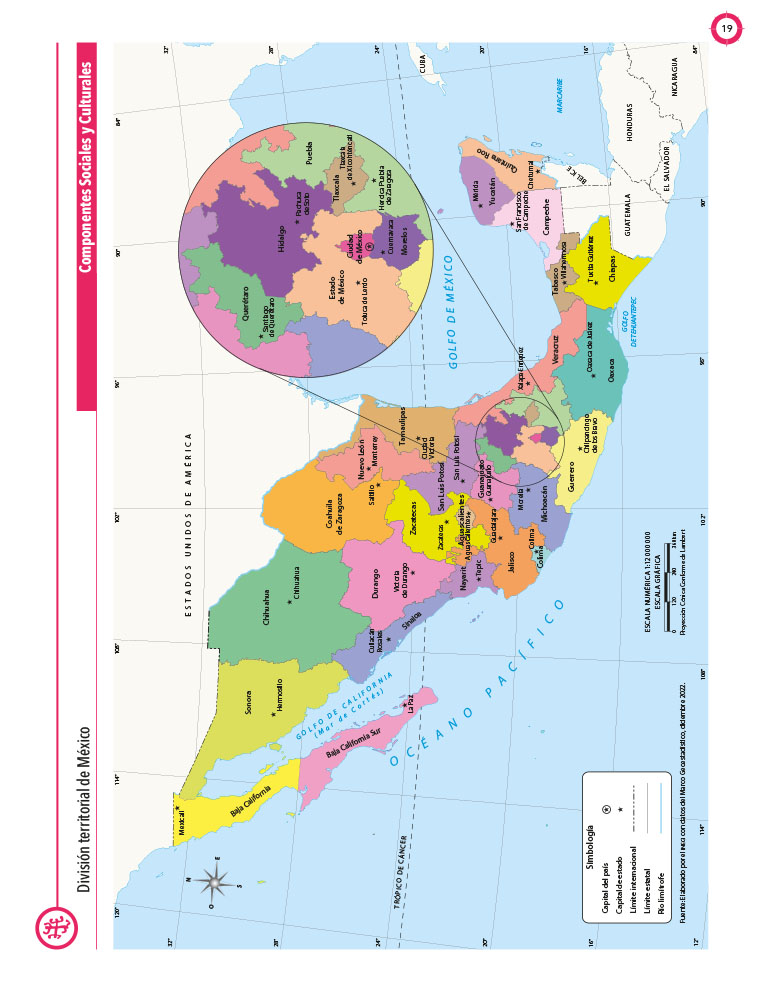 19
Componentes Sociales y Culturales
División territorial de México
120°
114°
108°
102°
96°
90°
84°
32°
28°
24°
20°
16°
12°
ESTADOS UNIDOS DE AMÉRICA
N
O
E
S
Mexicali
Baja California
Sonora
Hermosillo
Chihuahua
Chihuahua
Coahuila
de Zaragoza
Saltillo
Nuevo León
Monterrey
Tamaulipas
Ciudad
Victoria
Baja California Sur
La Paz
GOLFO DE CALIFORNIA
(Mar de Cortés)
Culiacán
Rosales
Sinaloa
Durango
Victoria
de Durango
Zacatecas
Zacatecas
San Luis Potosí
San Luis Potosí
Nayarit
Tepic
Aguascalientes
Aguascalientes
Jalisco
Guadalajara
Guanajuato
Guanajuato
Colima
Colima
Michoacán
Morelia
Guerrero
Chilpancingo
de los Bravo
Xalapa-Enríquez
Veracruz
Oaxaca de Juárez
Oaxaca
Tabasco
Villahermosa
Tuxtla Gutiérrez
Chiapas
San Francisco
de Campeche
Campeche
Mérida
Yucatán
Quintana Roo
Chetumal
Querétaro
Santiago
de Querétaro
Hidalgo
Pachuca
de Soto
Estado
de México
Toluca de Lerdo
Ciudad
de México
Cuernavaca
Morelos
Tlaxcala
Tlaxcala
de Xicohténcatl
Puebla
Heroica Puebla
de Zaragoza
GOLFO DE MÉXICO
OCÉANO PACÍFICO
GOLFO
DE TEHUANTEPEC
MAR CARIBE
CUBA
BELICE
GUATEMALA
HONDURAS
EL SALVADOR
NICARAGUA
TRÓPICO DE CÁNCER
Simbología
Capital del país
Capital de estado
Límite internacional
Límite estatal
Río limítrofe
ESCALA NUMÉRICA 1:12 000 000
ESCALA GRÁFICA
0 120 240
Proyección Cónica Conforme de Lambert
Fuente: Elaborado por el INEGI con datos del Marco Geoestadístico, diciembre 2022.